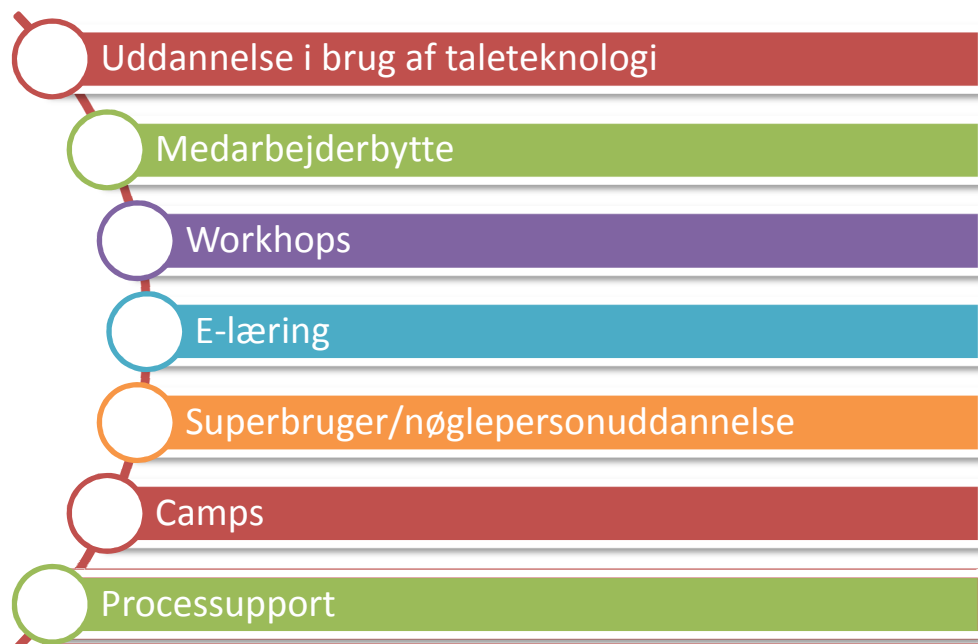 Uddannelse i brug af taleteknologi
Medarbejderbytte
Workhops
E-læring
Superbruger/nøglepersonuddannelse
Camps
Processupport